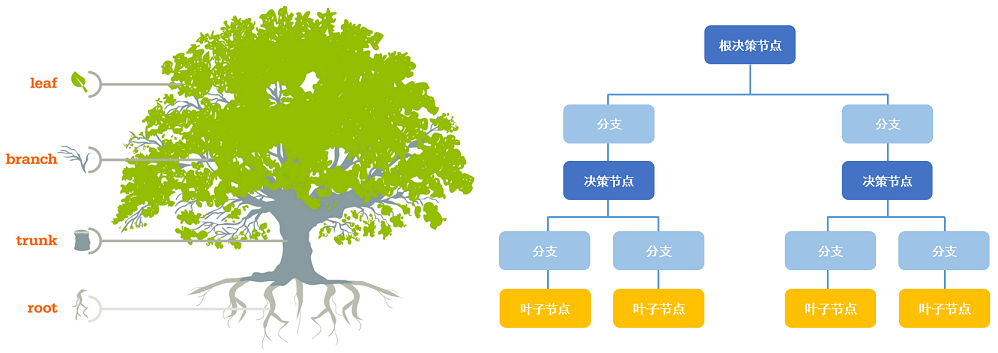 leaf
branch
trunk
root
根决策节点
分支
分支
决策节点
决策节点
分支
分支
分支
分支
叶子节点
叶子节点
叶子节点
叶子节点